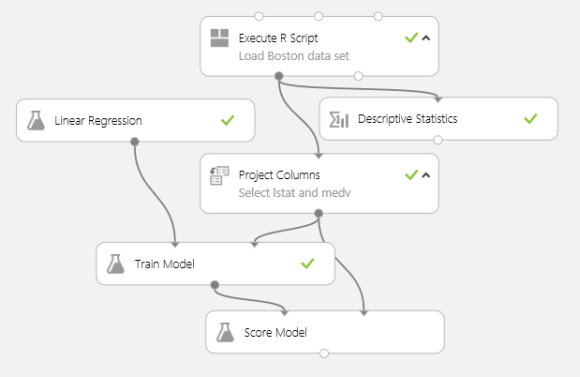 Execute R Script
Load Boston data set
Linear Regression
Descriptive Statistics
Project Columns
Select lstat and medv
Train Model
Score Model